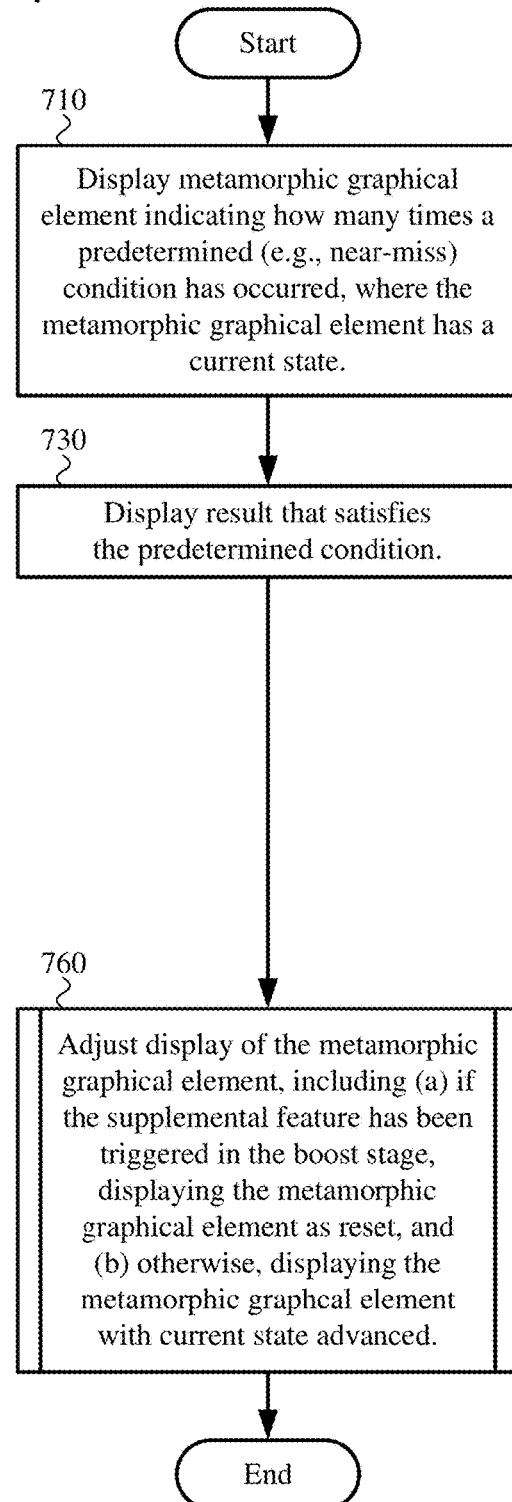 Start
710
Display metamorphic graphical
element indicating how many times a
predetermined (e.g., near-miss)
condition has occurred, where the
metamorphic graphical element has a
current state.
730
Display result that satisfies
the predetermined condition.
760
Adjust display of the metamorphic
graphical element, including (a) if
the supplemental feature has been
triggered in the boost stage,
displaying the metamorphic
graphical element as reset, and
(b) otherwise, displaying the
metamorphic graphcal element
with current state advanced.
End